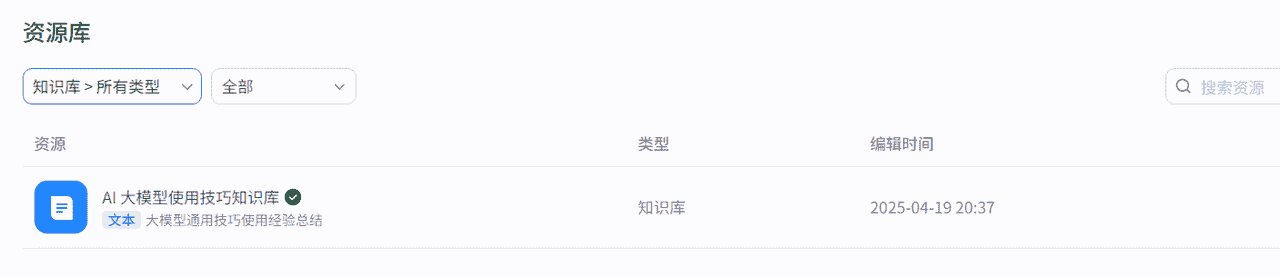 资源库
知识库 > 所有类型 全部 搜索资源
资源 类型 编辑时间
AI 大模型使用技巧知识库
文本 大模型通用技巧使用经验总结
知识库 2025-04-19 20:37